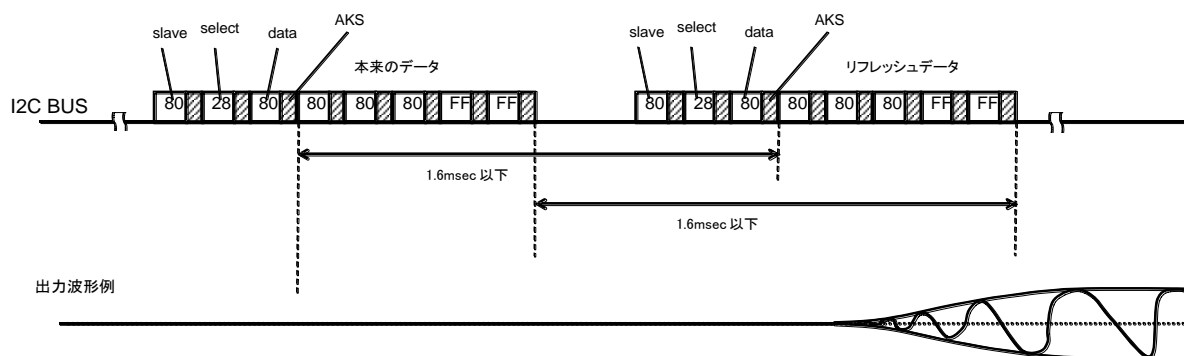 slave select data AKS
本来のデータ
slave select data
リフレッシュデータ
I2C BUS
80 28 80 80 80 80 FF FF
80 28 80 80 80 80 FF FF
1.6msec 以下
1.6msec 以下
出力波形例